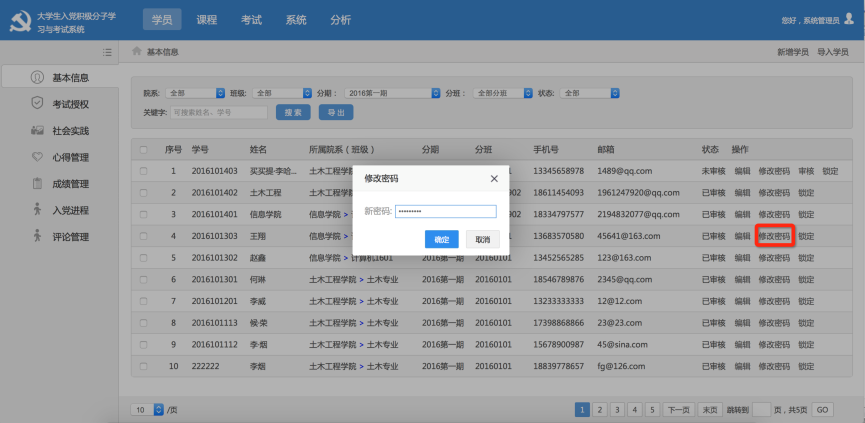 大学生入党积极分子学
习与考试系统
学员 课程 考试 系统 分析
您好,系统管理员
基本信息
考试授权
社会实践
心得管理
成绩管理
入党进程
评论管理
基本信息
新增学员 导入学员
院系: 全部 班级: 全部 分期: 2016第一期 分班: 全部分班 状态: 全部
关键字: 可搜索姓名、学号 搜 索 导 出
序号 学号 姓名 所属院系(班级) 分期 分班 手机号 邮箱 状态 操作
1 2016101403 买买提·李哈... 土木工程学院 13345658978 1489@qq.com 未审核 编辑 修改密码 审核 锁定
2 2016101402 土木工程 土木工程学院 902 18611454093 1961247920@qq.com 已审核 编辑 修改密码 锁定
3 2016101401 信息学院 信息学院 > 902 18334797577 2194832077@qq.com 已审核 编辑 修改密码 锁定
4 2016101303 王翔 信息学院 > 1 13683570580 45641@163.com 已审核 编辑 修改密码 锁定
5 2016101302 赵鑫 信息学院 > 计算机1601 2016第一期 20160101 13452565285 123@163.com 已审核 编辑 修改密码 锁定
6 2016101301 何琳 土木工程学院 > 土木专业 2016第一期 20160101 18546789876 2345@qq.com 已审核 编辑 修改密码 锁定
7 2016101201 李威 土木工程学院 > 土木专业 2016第一期 20160101 13233333333 12@12.com 已审核 编辑 修改密码 锁定
8 2016101113 候·荣 土木工程学院 > 土木专业 2016第一期 20160101 17398868866 23@23.com 已审核 编辑 修改密码 锁定
9 2016101112 李·烟 土木工程学院 > 土木专业 2016第一期 20160101 15678900987 45@sina.com 已审核 编辑 修改密码 锁定
10 222222 李烟 土木工程学院 > 土木专业 2016第一期 20160101 18839778657 fg@126.com 已审核 编辑 修改密码 锁定
修改密码 ×
新密码: •••••••••
确定 取消
10 /页
1 2 3 4 5 下一页 末页 跳转到 页,共5页 GO